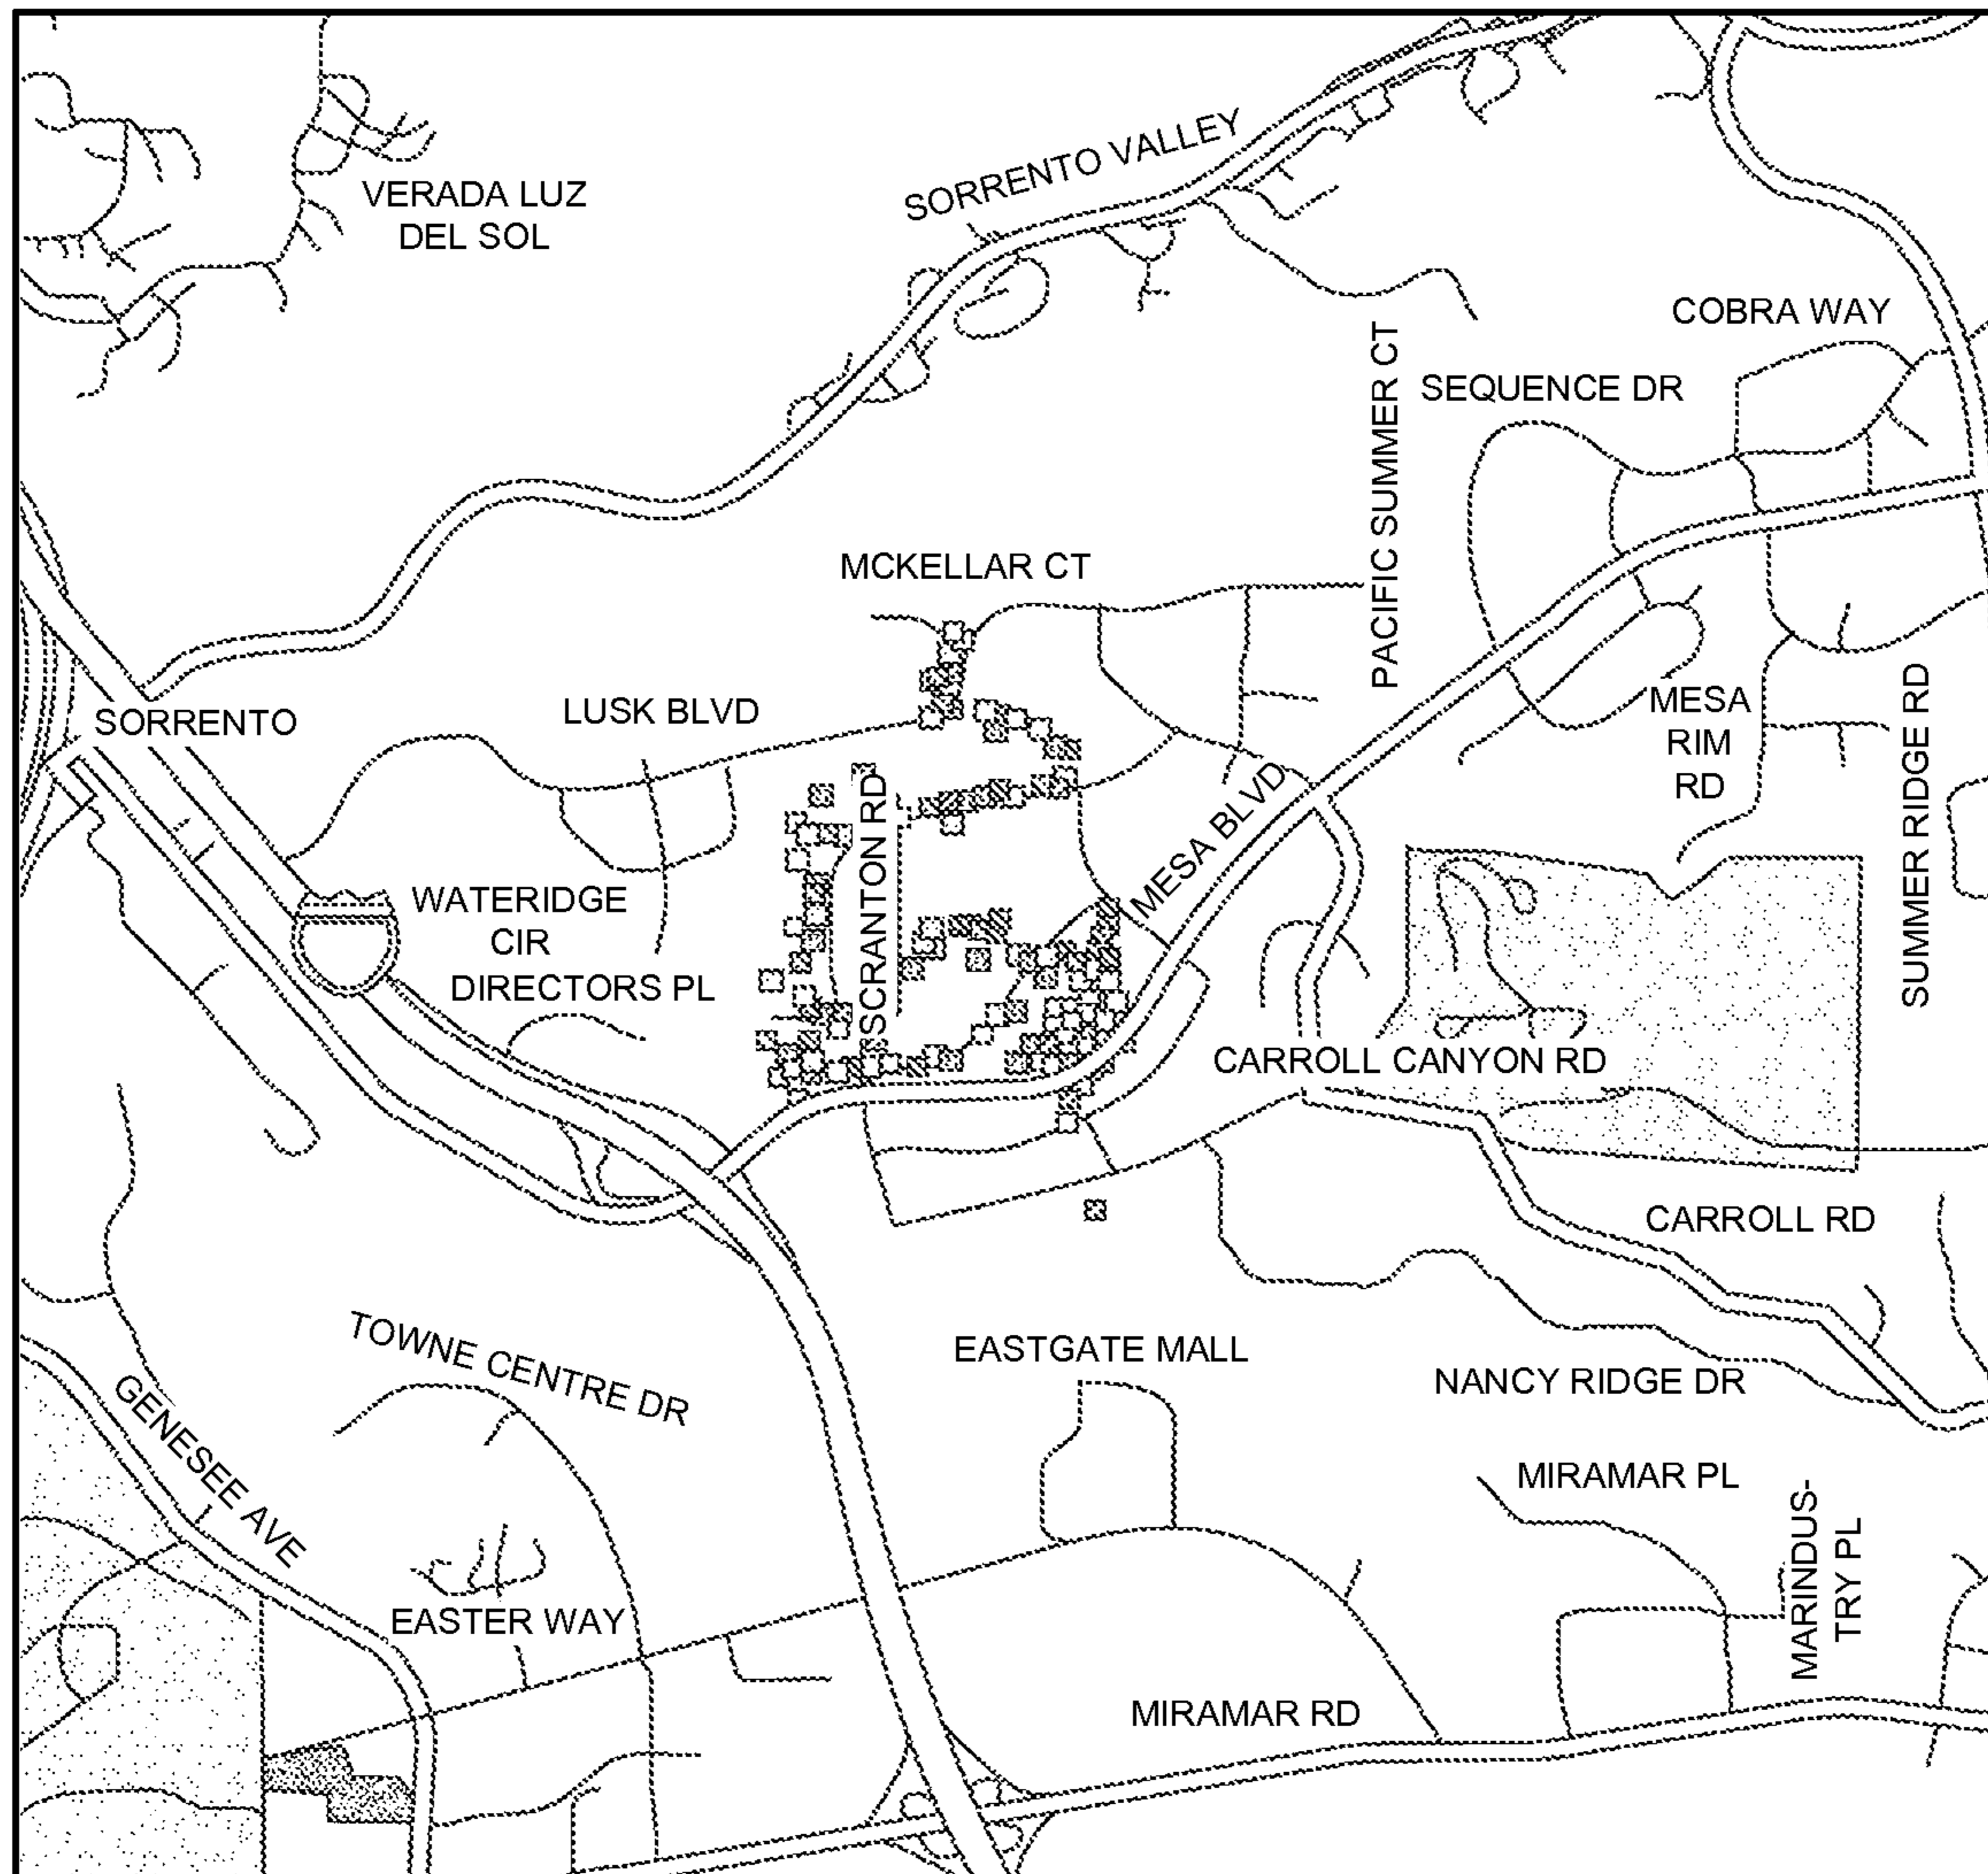 VERADA LUZ
DEL SOL
SORRENTO VALLEY
COBRA WAY
SEQUENCE DR
PACIFIC SUMMER CT
MCKELLAR CT
LUSK BLVD
SORRENTO
MESA
RIM
RD
SUMMER RIDGE RD
MESA BLVD
SCRANTON RD
WATERIDGE
CIR
DIRECTORS PL
CARROLL CANYON RD
CARROLL RD
TOWNE CENTRE DR
EASTGATE MALL
NANCY RIDGE DR
GENESEE AVE
MIRAMAR PL
MARINDUS-
TRY PL
EASTER WAY
MIRAMAR RD